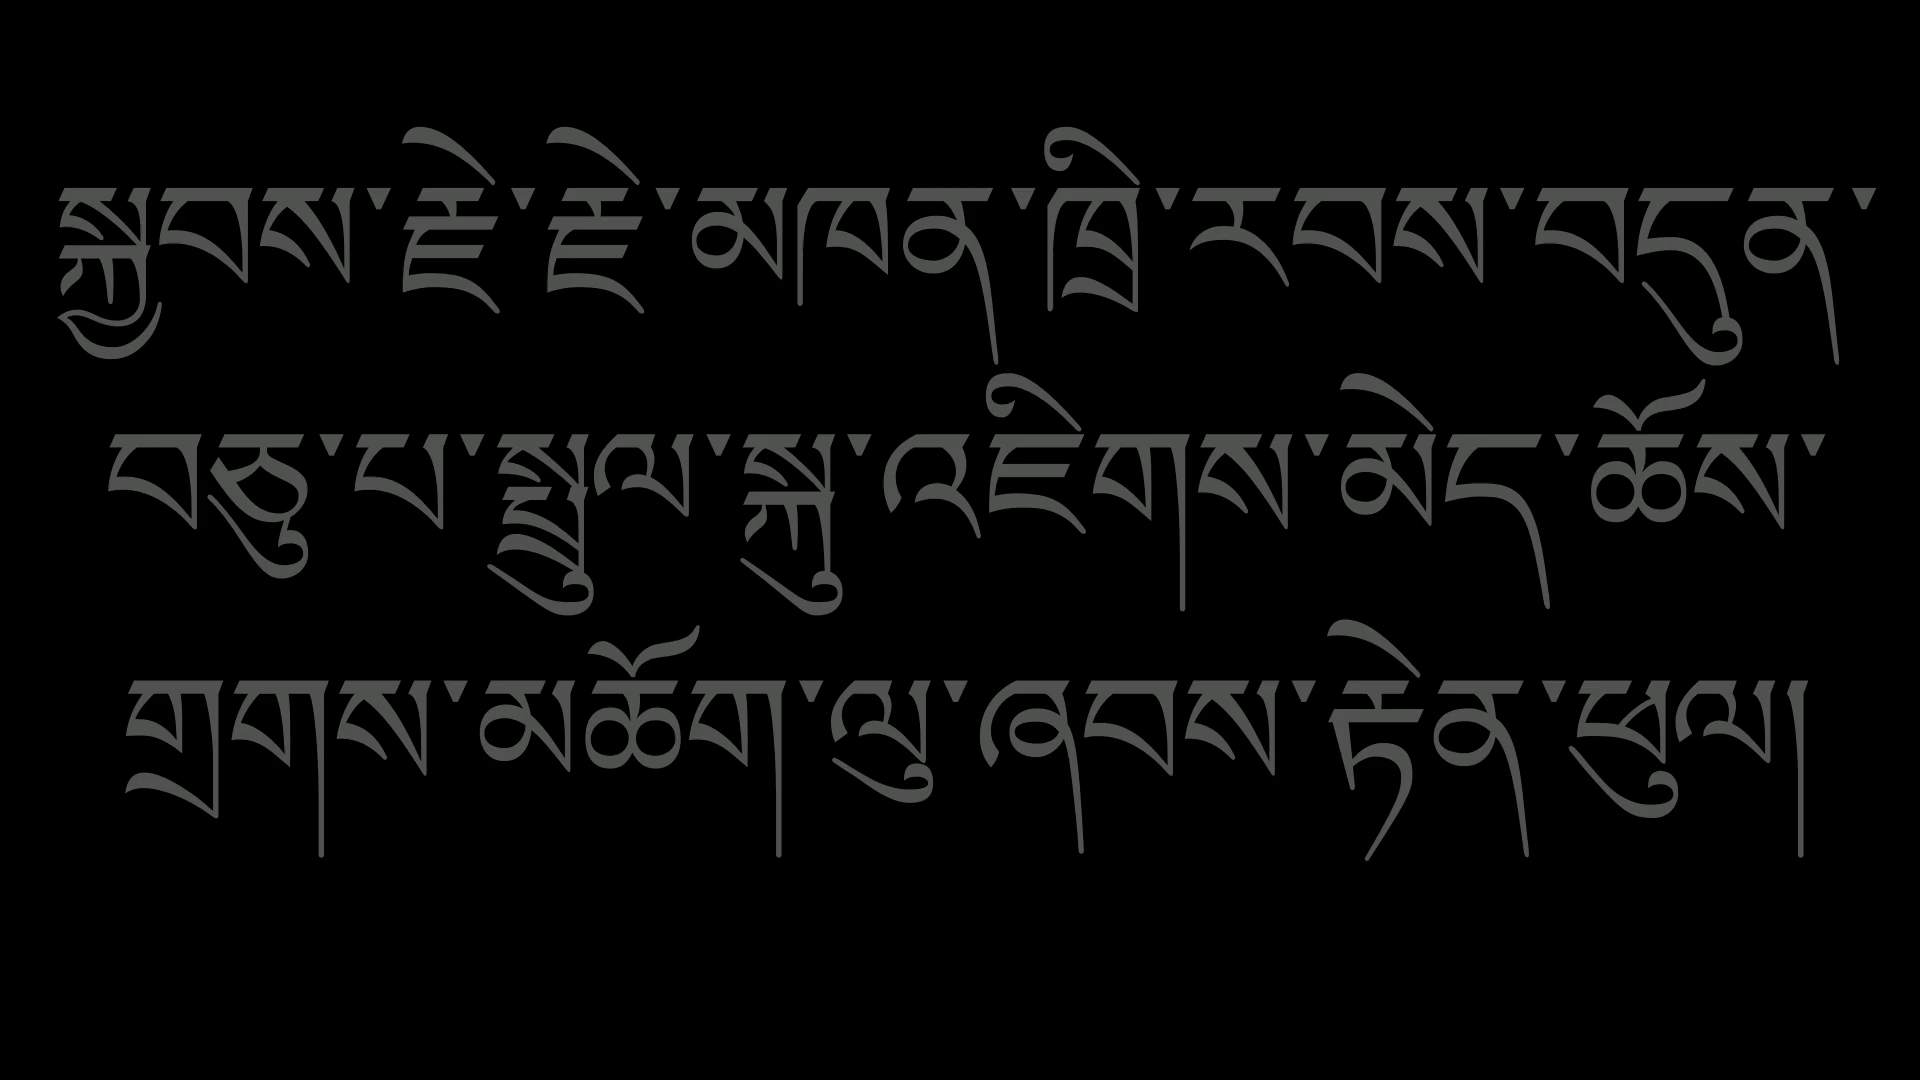 སྐྱབས་རྗེ་རྗེ་མཁན་ཁྲི་རབས་བདུན་
བཅུ་པ་སྤྲུལ་སྐུ་འཇིགས་མེད་ཆོས་
གྲགས་མཆོག་ལུ་ཞབས་རྟེན་ཕུལ།